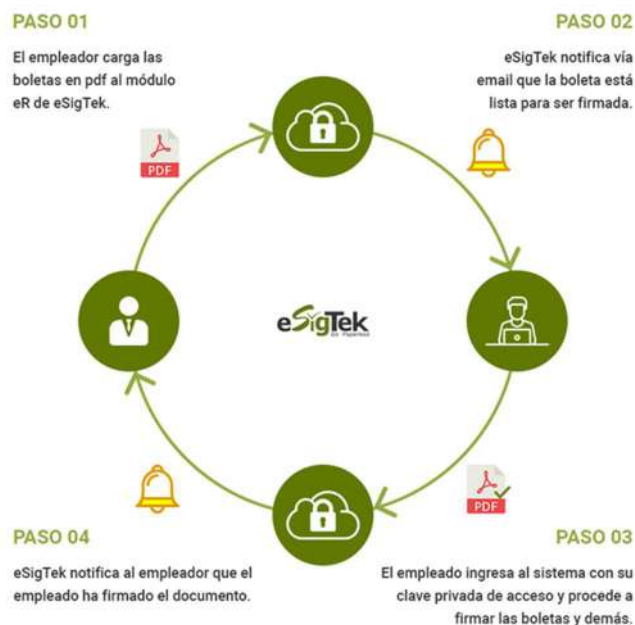 PASO 01
El empleador carga las
boletas en pdf al módulo
eR de eSigTek.
PASO 02
eSigTek notifica vía
email que la boleta está
lista para ser firmada.
PDF
eSigTek
PDF
PASO 04
eSigTek notifica al empleador que el
empleado ha firmado el documento.
PASO 03
El empleado ingresa al sistema con su
clave privada de acceso y procede a
firmar las boletas y demás.